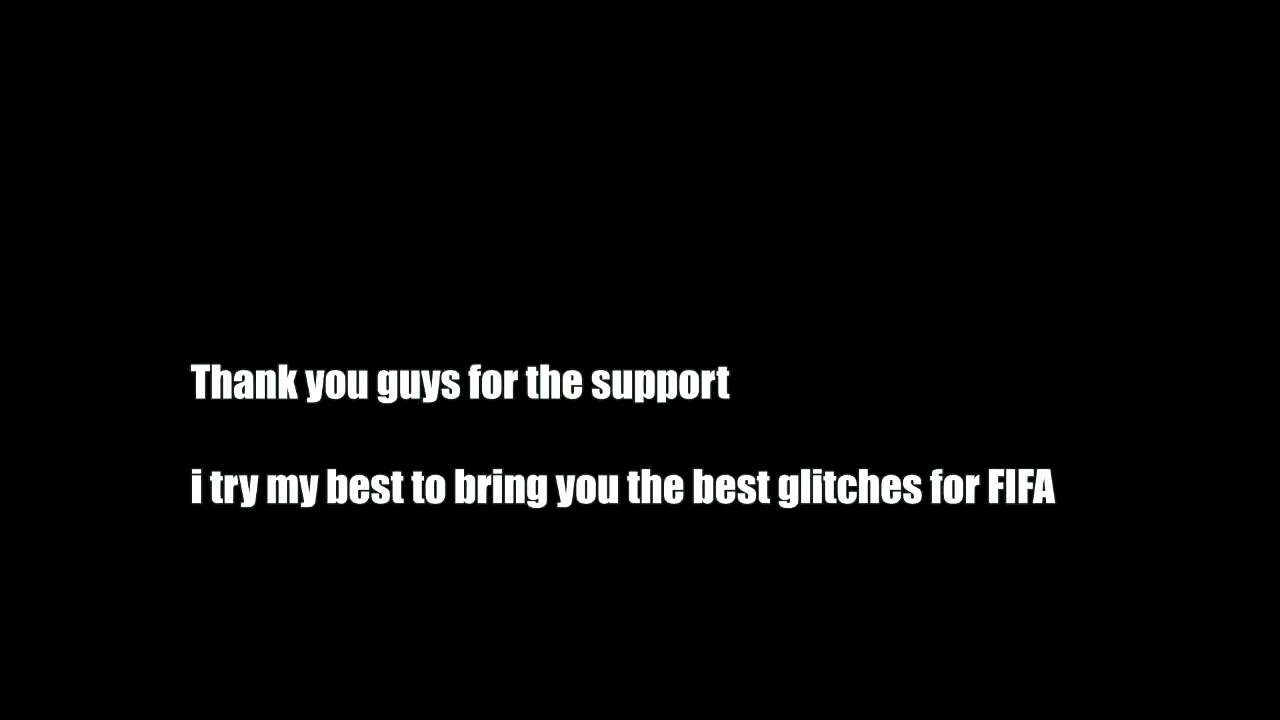 Thank you guys for the support
i try my best to bring you the best glitches for FIFA